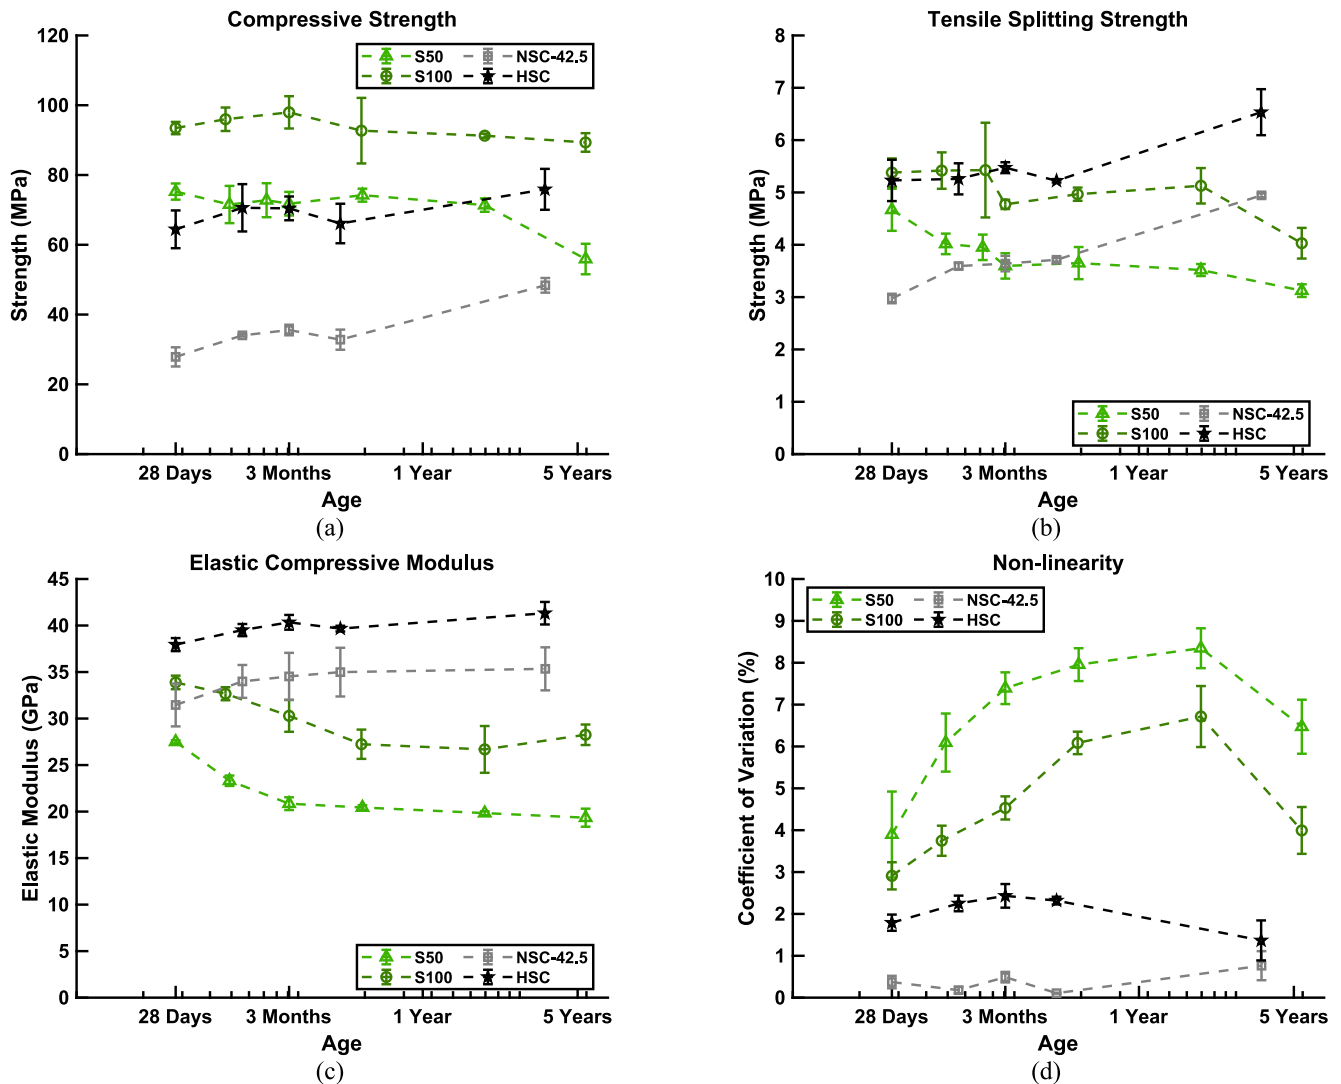 Compressive Strength
120
100
80
60
40
20
0
Strength (MPa)
S50
NSC-42.5
S100
HSC
28 Days
3 Months
1 Year
5 Years
Age
(a)
Tensile Splitting Strength
8
7
6
5
4
3
2
1
0
Strength (MPa)
S50
NSC-42.5
S100
HSC
28 Days
3 Months
1 Year
5 Years
Age
(b)
Elastic Compressive Modulus
45
40
35
30
25
20
15
10
5
0
Elastic Modulus (GPa)
S50
NSC-42.5
S100
HSC
28 Days
3 Months
1 Year
5 Years
Age
(c)
Non-linearity
10
9
8
7
6
5
4
3
2
1
0
Coefficient of Variation (%)
S50
NSC-42.5
S100
HSC
28 Days
3 Months
1 Year
5 Years
Age
(d)